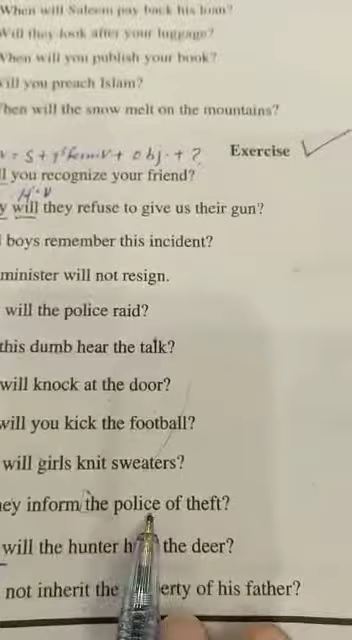 When will Saleem pay back his loan?
Will they look after your luggage?
When will you publish your book?
will you preach Islam?
When will the snow melt on the mountains?
S + 1st form V + obj. + ?
Exercise
ll you recognize your friend?
H.V
y will they refuse to give us their gun?
boys remember this incident?
minister will not resign.
will the police raid?
this dumb hear the talk?
will knock at the door?
will you kick the football?
will girls knit sweaters?
ey inform the police of theft?
will the hunter h the deer?
not inherit the erty of his father?